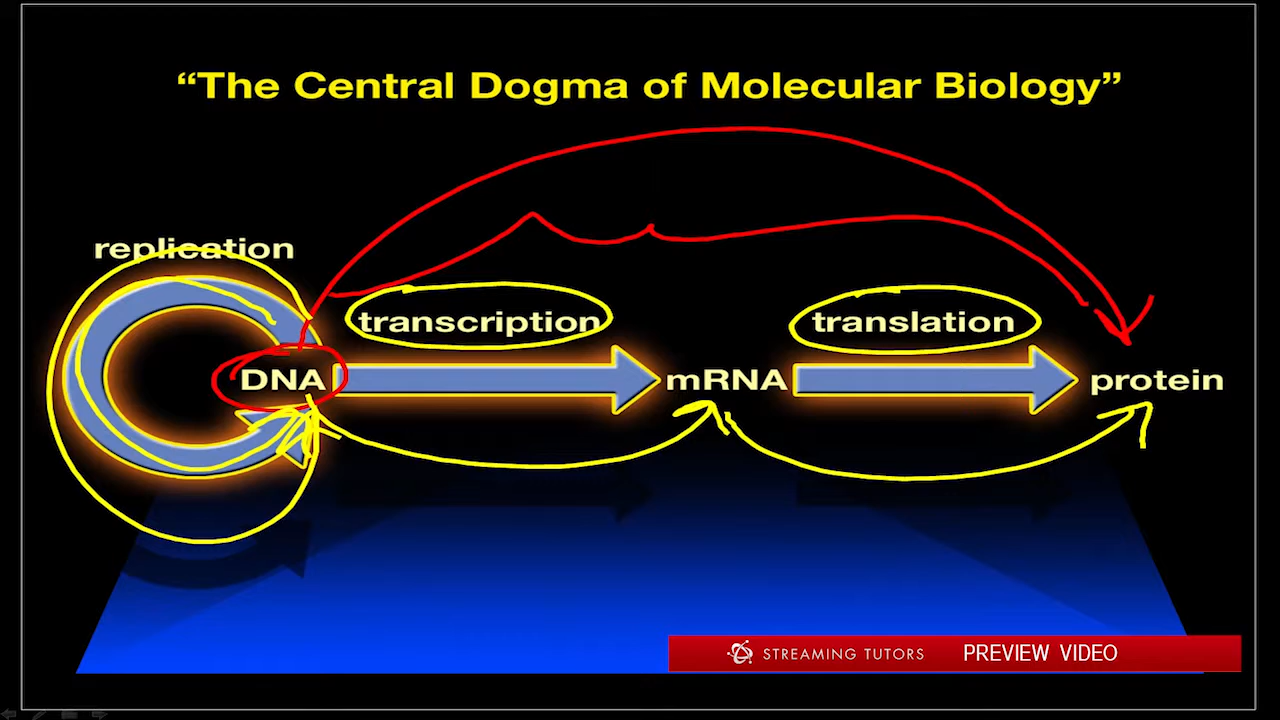 “The Central Dogma of Molecular Biology”
replication
transcription
translation
DNA
mRNA
protein
STREAMING TUTORS PREVIEW VIDEO